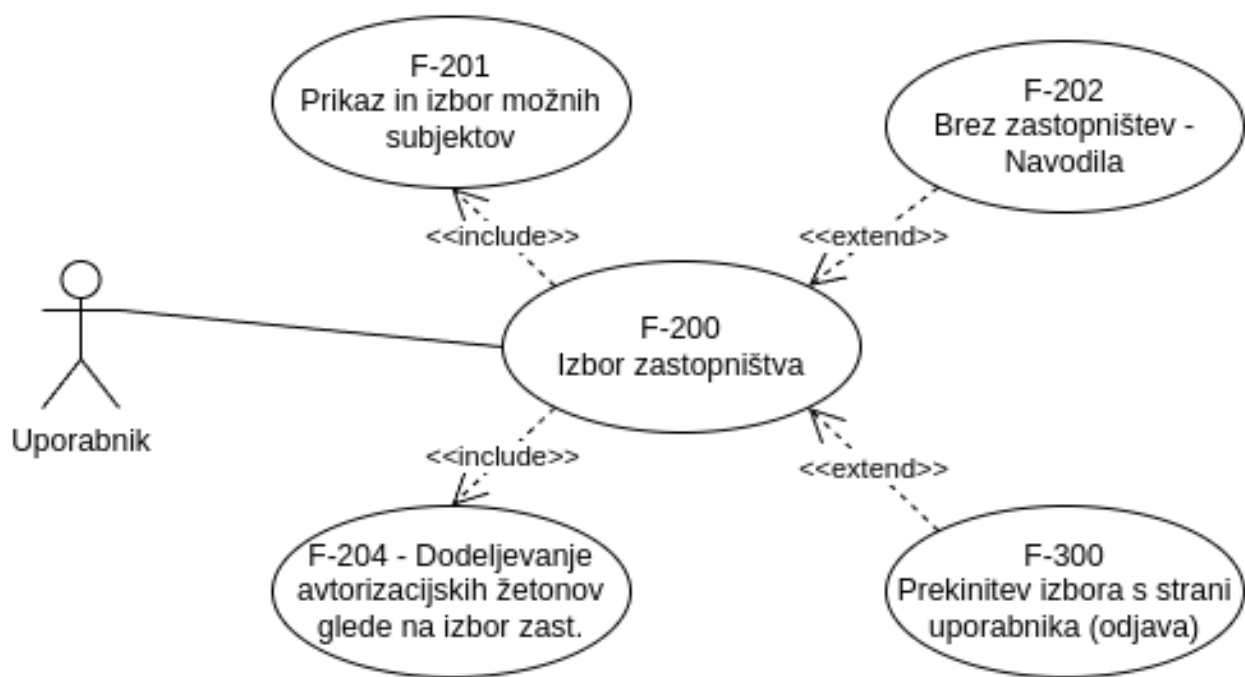 F-201
Prikaz in izbor možnih
subjektov
F-202
Brez zastopništev -
Navodila
<<include>>
<<extend>>
F-200
Izbor zastopništva
Uporabnik
<<include>>
<<extend>>
F-204 - Dodeljevanje
avtorizacijskih žetonov
glede na izbor zast.
F-300
Prekinitev izbora s strani
uporabnika (odjava)